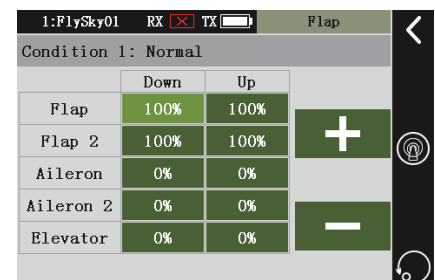 1:FlySky01 RX TX Flap
Condition 1: Normal
Down Up
Flap 100% 100%
Flap 2 100% 100%
Aileron 0% 0%
Aileron 2 0% 0%
Elevator 0% 0%